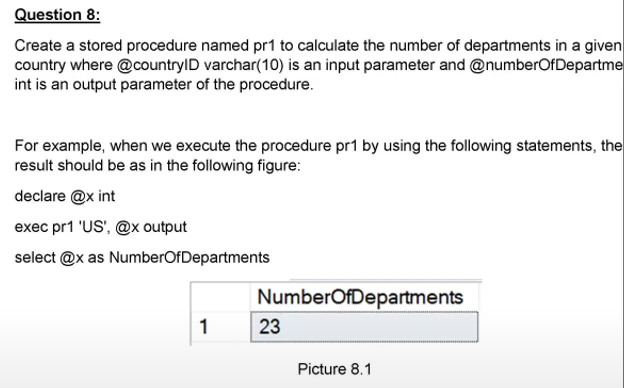 Question 8:
Create a stored procedure named pr1 to calculate the number of departments in a given
country where @countryID varchar(10) is an input parameter and @numberOfDepartme
int is an output parameter of the procedure.
For example, when we execute the procedure pr1 by using the following statements, the
result should be as in the following figure:
declare @x int
exec pr1 'US', @x output
select @x as NumberOfDepartments
NumberOfDepartments
1 23
Picture 8.1